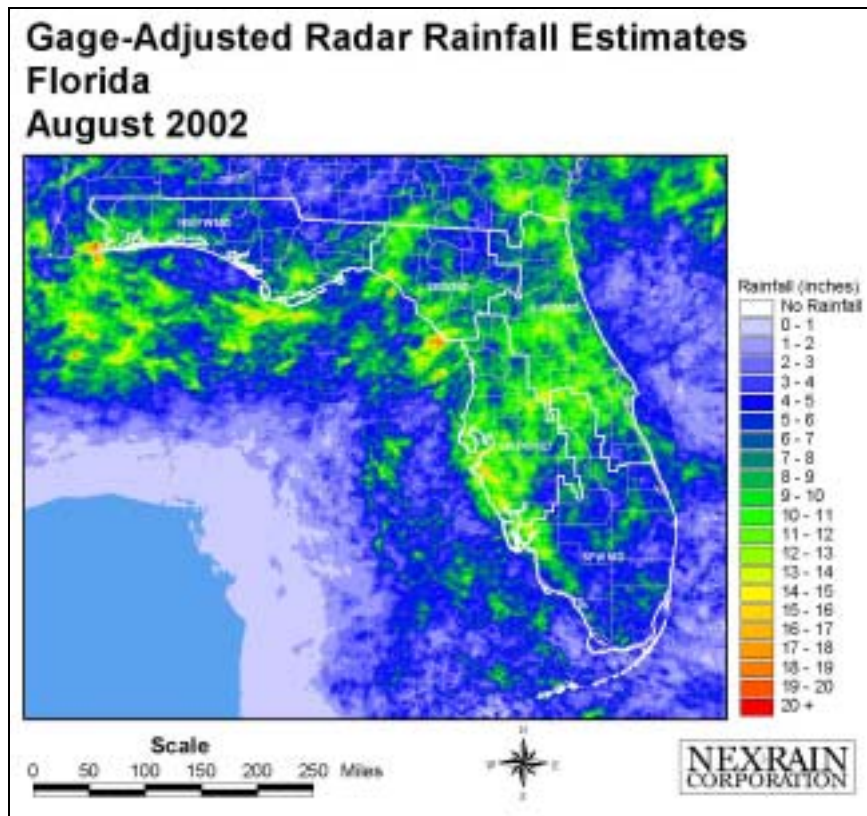 Gage-Adjusted Radar Rainfall Estimates
Florida
August 2002
NWFWMD
SRWMD
SJRWMD
SWFWMD
SFWMD
Rainfall (inches)
No Rainfall
0 - 1
1 - 2
2 - 3
3 - 4
4 - 5
5 - 6
6 - 7
7 - 8
8 - 9
9 - 10
10 - 11
11 - 12
12 - 13
13 - 14
14 - 15
15 - 16
16 - 17
17 - 18
18 - 19
19 - 20
20 +
Scale
0 50 100 150 200 250 Miles
N
W E
S
NEXRAIN
CORPORATION